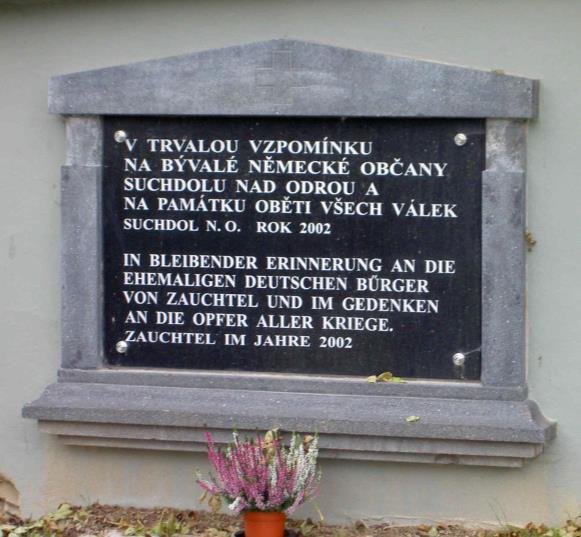 V TRVALOU VZPOMÍNKU
NA BÝVALÉ NĚMECKÉ OBČANY
SUCHDOLU NAD ODROU A
NA PAMÁTKU OBĚTI VŠECH VÁLEK
SUCHDOL N. O. ROK 2002
IN BLEIBENDER ERINNERUNG AN DIE
EHEMALIGEN DEUTSCHEN BÜRGER
VON ZAUCHTEL UND IM GEDENKEN
AN DIE OPFER ALLER KRIEGE.
ZAUCHTEL IM JAHRE 2002